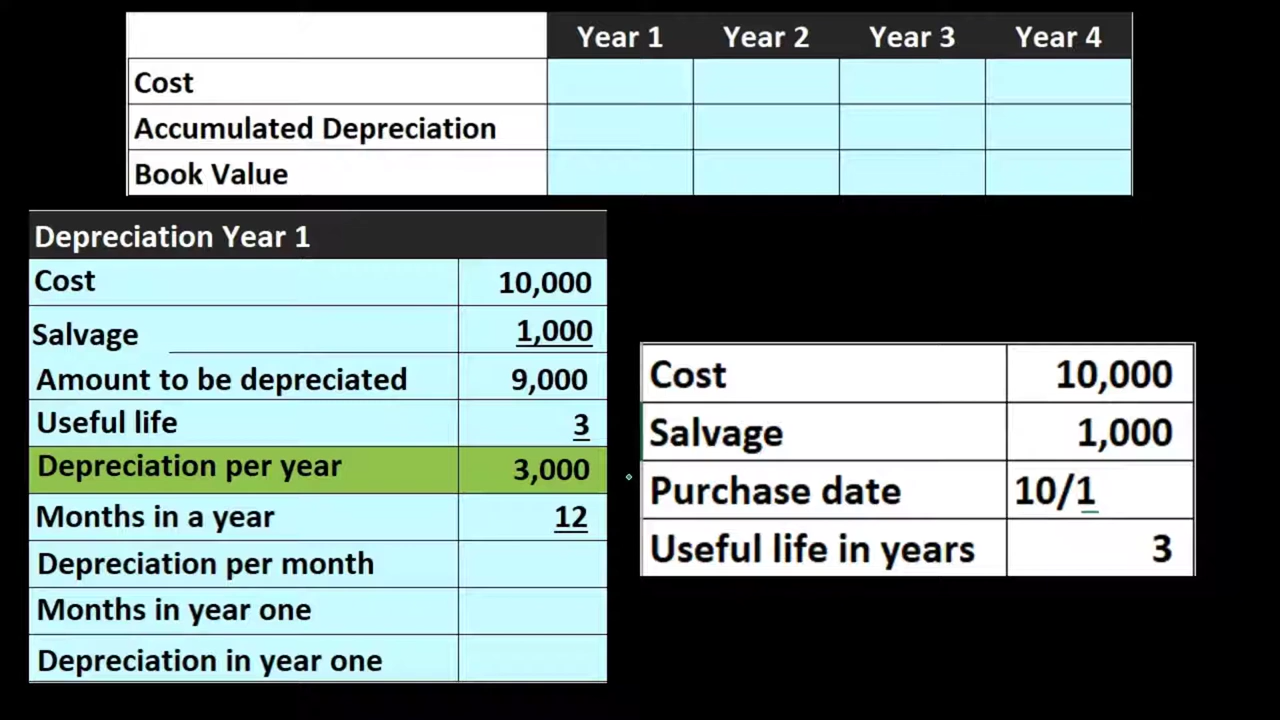 Year 1 Year 2 Year 3 Year 4
Cost
Accumulated Depreciation
Book Value
Depreciation Year 1
Cost 10,000
Salvage 1,000
Amount to be depreciated 9,000
Useful life 3
Depreciation per year 3,000
Months in a year 12
Depreciation per month
Months in year one
Depreciation in year one
Cost 10,000
Salvage 1,000
Purchase date 10/1
Useful life in years 3